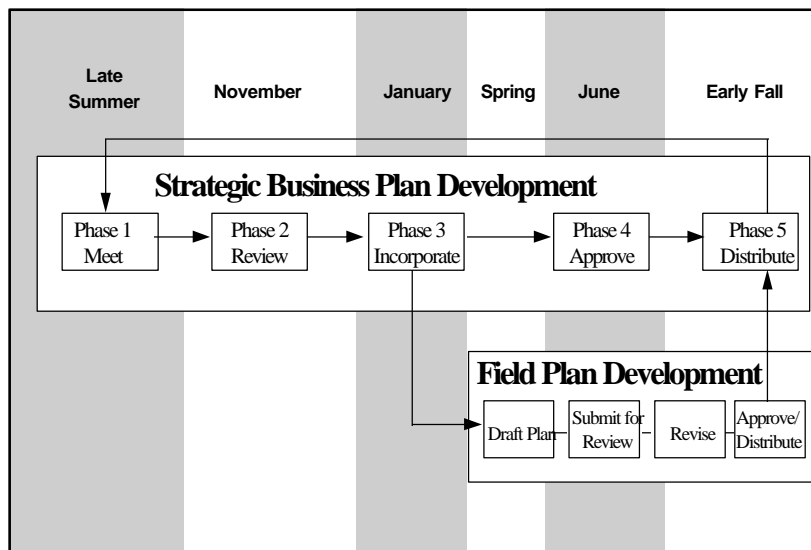 Late
Summer
November
January
Spring
June
Early Fall
Strategic Business Plan Development
Phase 1
Meet
Phase 2
Review
Phase 3
Incorporate
Phase 4
Approve
Phase 5
Distribute
Field Plan Development
Draft Plan
Submit for
Review
Revise
Approve/
Distribute